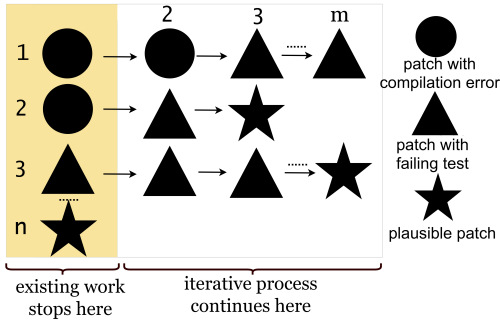 2 3 m
1
......
2
3
......
......
n
patch with
compilation error
patch with
failing test
plausible patch
existing work
stops here
iterative process
continues here